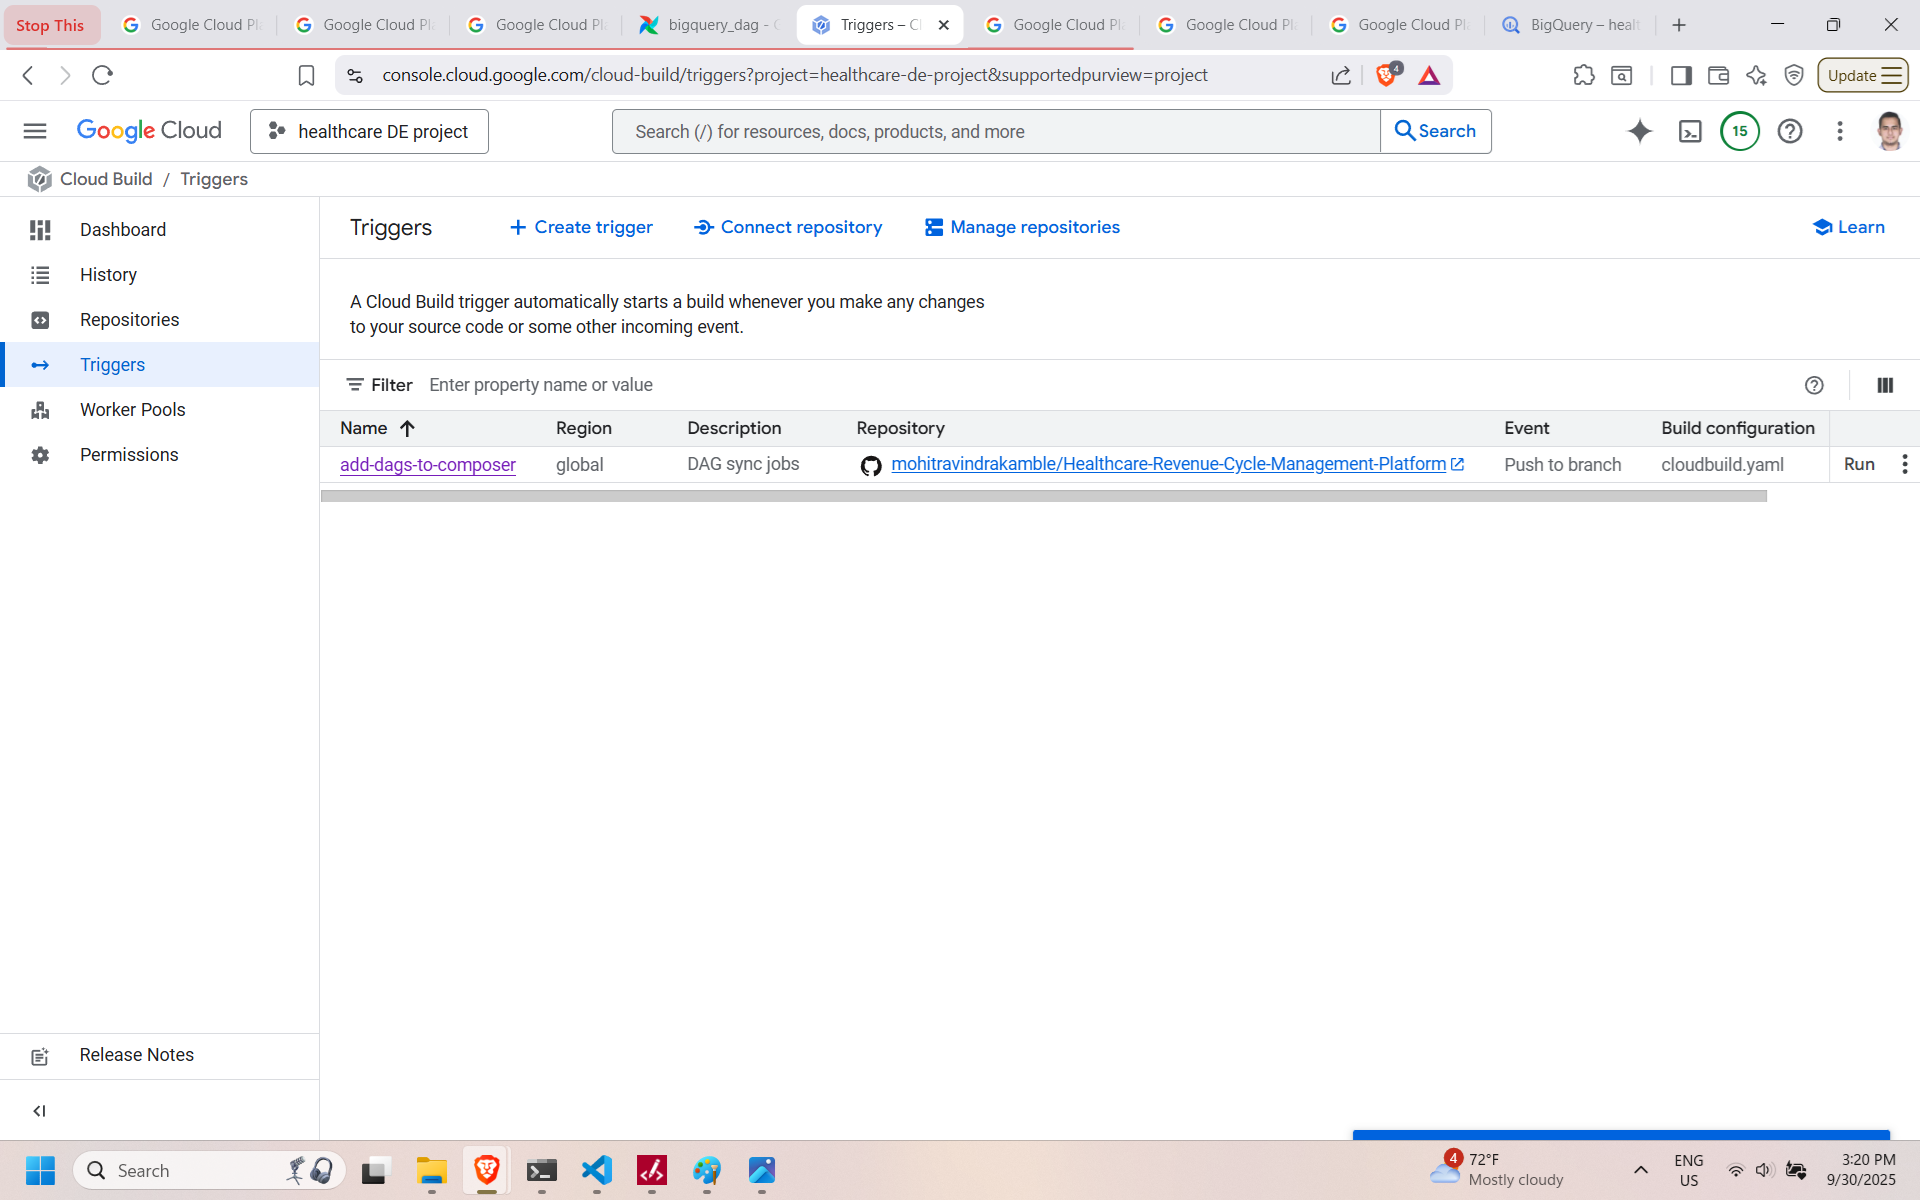 Stop This
Google Cloud Pl
Google Cloud Pl
Google Cloud Pl
bigquery_dag - C
Triggers – Cl
Google Cloud Pl
Google Cloud Pl
Google Cloud Pl
BigQuery – healt
console.cloud.google.com/cloud-build/triggers?project=healthcare-de-project&supportedpurview=project
4
Update
Google Cloud
healthcare DE project
Search (/) for resources, docs, products, and more
Search
15
Cloud Build / Triggers
Dashboard
History
Repositories
Triggers
Worker Pools
Permissions
Release Notes
Triggers
Create trigger
Connect repository
Manage repositories
Learn
A Cloud Build trigger automatically starts a build whenever you make any changes
to your source code or some other incoming event.
Filter Enter property name or value
Name Region Description Repository Event Build configuration
add-dags-to-composer global DAG sync jobs mohitravindrakamble/Healthcare-Revenue-Cycle-Management-Platform Push to branch cloudbuild.yaml Run
Search
4
72°F
Mostly cloudy
ENG
US
3:20 PM
9/30/2025